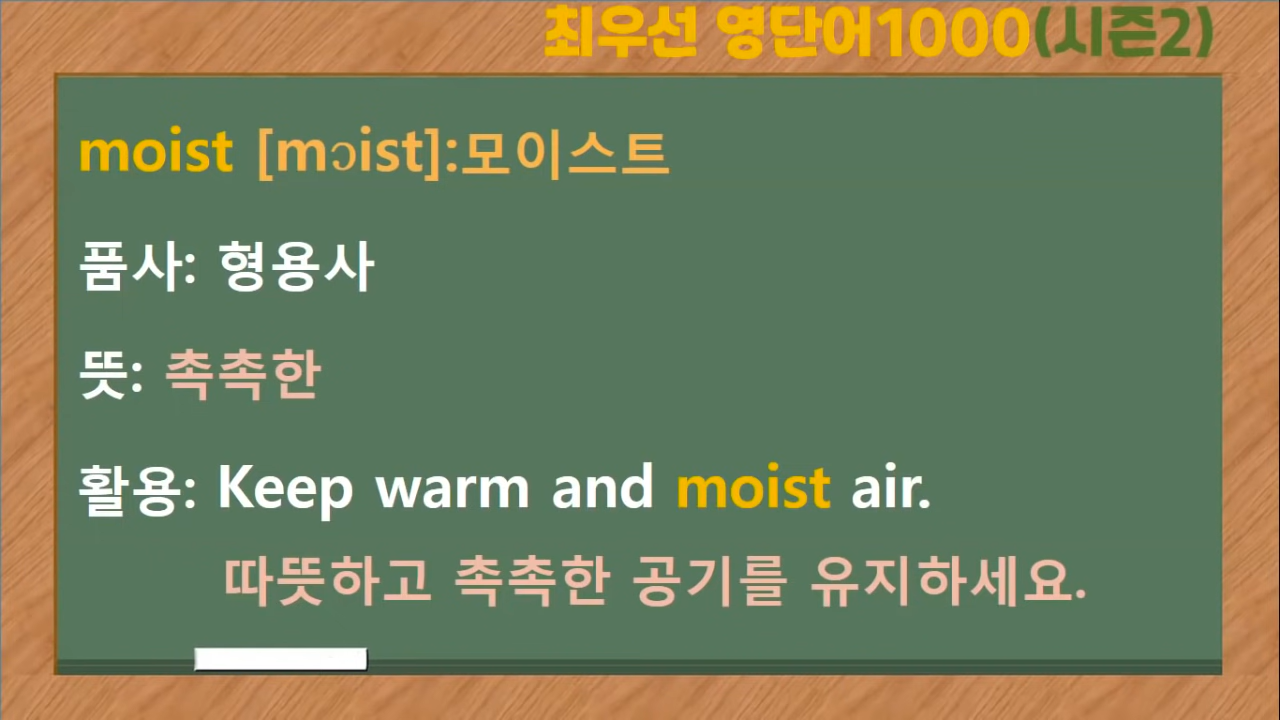 최우선 영단어1000(시즌2)
moist [mɔist]:모이스트
품사: 형용사
뜻: 촉촉한
활용: Keep warm and moist air.
따뜻하고 촉촉한 공기를 유지하세요.